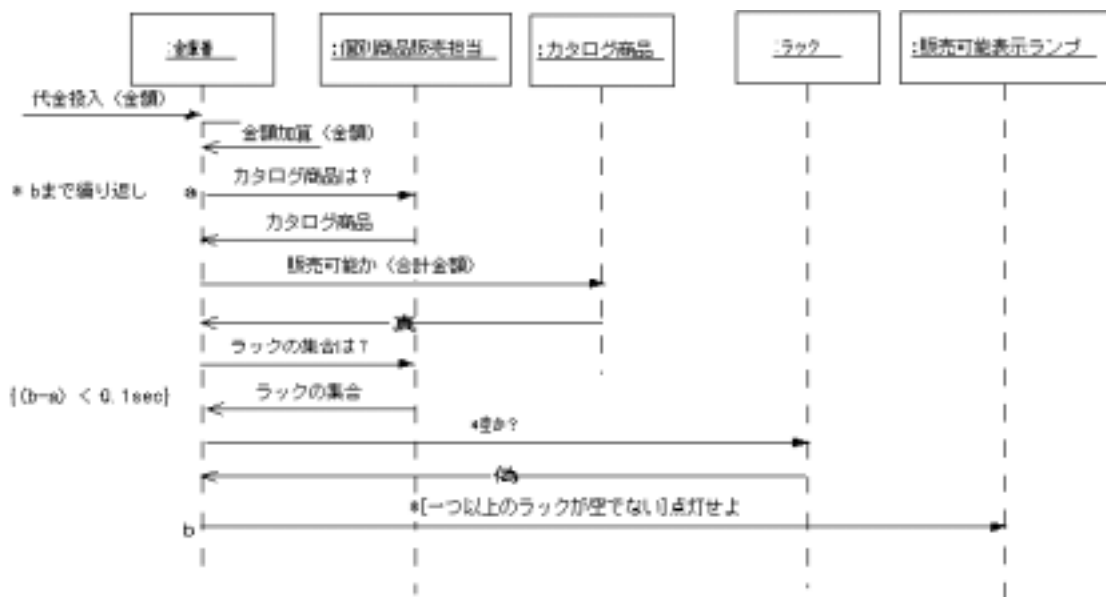 :金庫番
:個別商品販売担当
:カタログ商品
:ラック
:販売可能表示ランプ
代金投入（金額）
金額加算（金額）
* bまで繰り返し
a
カタログ商品は？
カタログ商品
販売可能か（合計金額）
真
ラックの集合は？
{(b-a) < 0.1sec}
ラックの集合
*空か？
偽
*[一つ以上のラックが空でない]点灯せよ
b